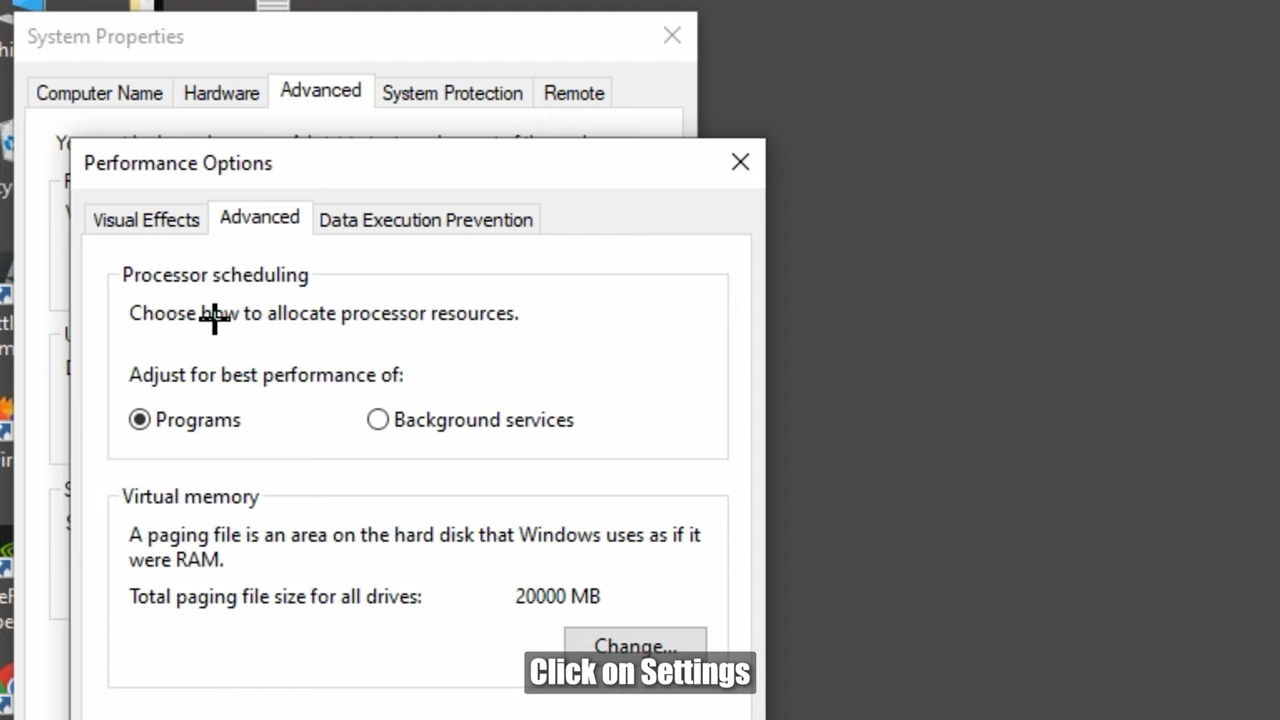 System Properties
Computer Name Hardware Advanced System Protection Remote
Performance Options
Visual Effects Advanced Data Execution Prevention
Processor scheduling
Choose how to allocate processor resources.
Adjust for best performance of:
Programs Background services
Virtual memory
A paging file is an area on the hard disk that Windows uses as if it
were RAM.
Total paging file size for all drives: 20000 MB
Change...
Click on Settings